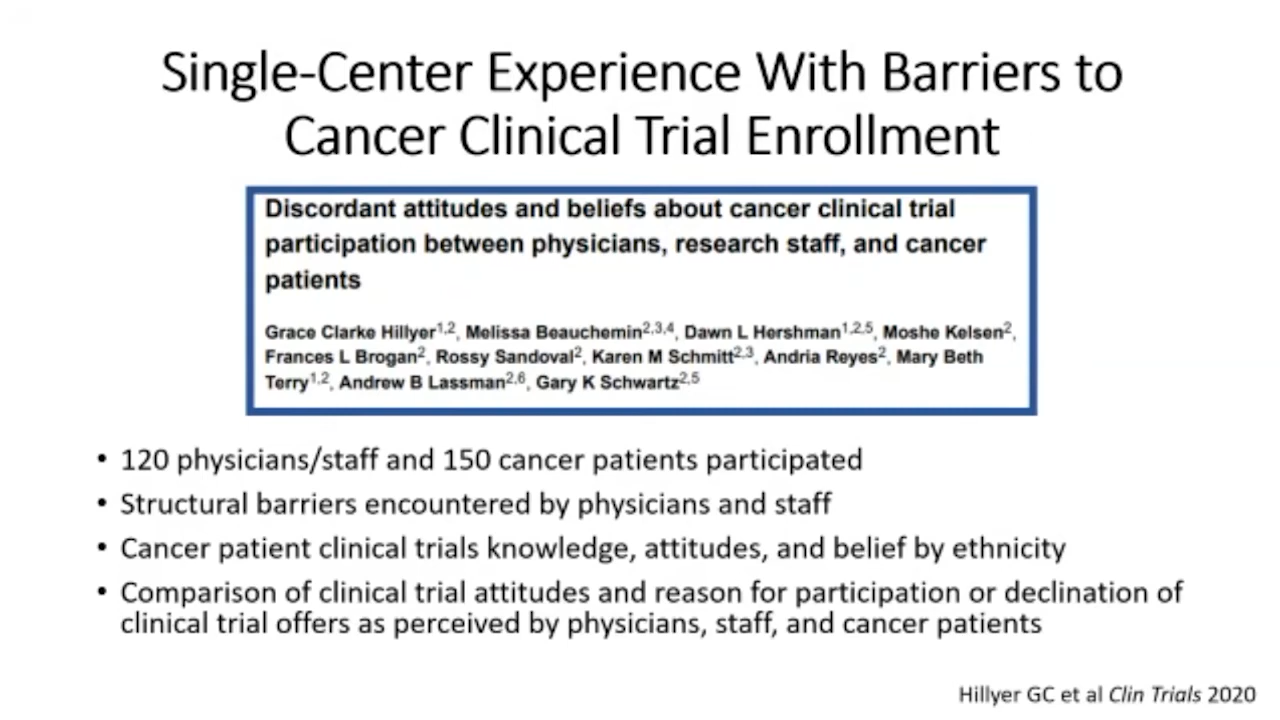 Single-Center Experience With Barriers to
Cancer Clinical Trial Enrollment
Discordant attitudes and beliefs about cancer clinical trial
participation between physicians, research staff, and cancer
patients
Grace Clarke Hillyer1,2, Melissa Beauchemin2,3,4, Dawn L Hershman1,2,5, Moshe Kelsen2,
Frances L Brogan2, Rossy Sandoval2, Karen M Schmitt2,3, Andria Reyes2, Mary Beth
Terry1,2, Andrew B Lassman2,6, Gary K Schwartz2,5
• 120 physicians/staff and 150 cancer patients participated
• Structural barriers encountered by physicians and staff
• Cancer patient clinical trials knowledge, attitudes, and belief by ethnicity
• Comparison of clinical trial attitudes and reason for participation or declination of
clinical trial offers as perceived by physicians, staff, and cancer patients
Hillyer GC et al Clin Trials 2020